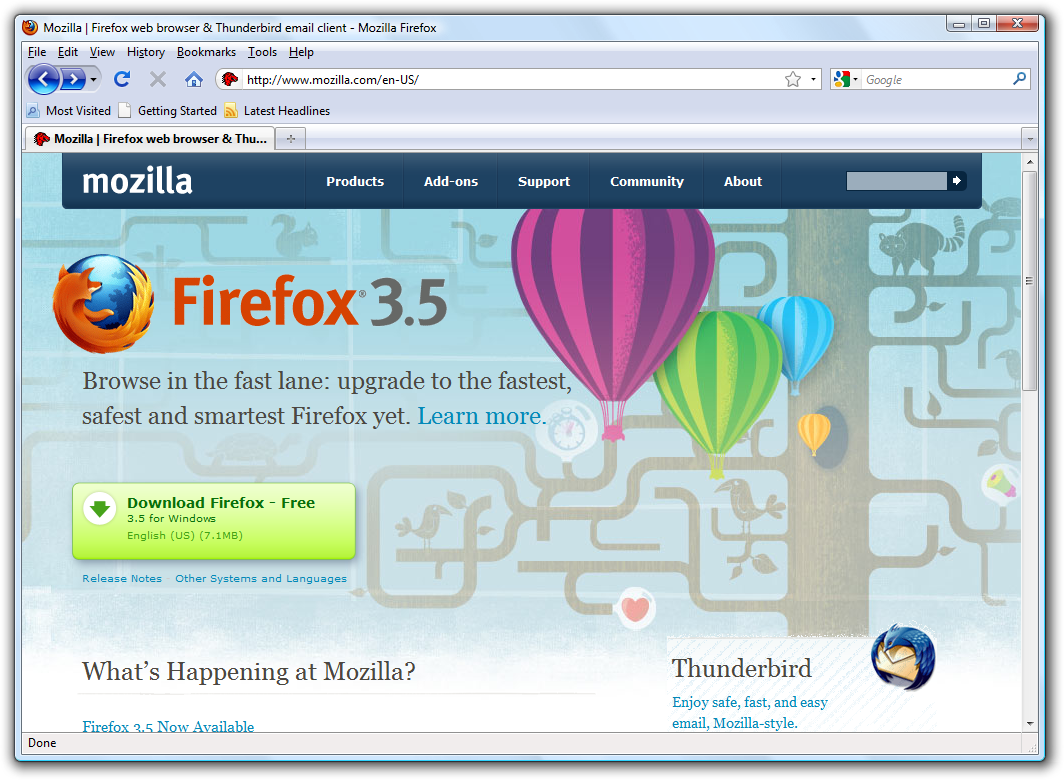 Mozilla | Firefox web browser & Thunderbird email client - Mozilla Firefox
File Edit View History Bookmarks Tools Help
http://www.mozilla.com/en-US/ Google
Most Visited Getting Started Latest Headlines
Mozilla | Firefox web browser & Thu...
mozilla Products Add-ons Support Community About
Firefox® 3.5
Browse in the fast lane: upgrade to the fastest,
safest and smartest Firefox yet. Learn more.
Download Firefox - Free
3.5 for Windows
English (US) (7.1MB)
Release Notes · Other Systems and Languages
What’s Happening at Mozilla?
Firefox 3.5 Now Available
Thunderbird
Enjoy safe, fast, and easy
email, Mozilla-style.
Done